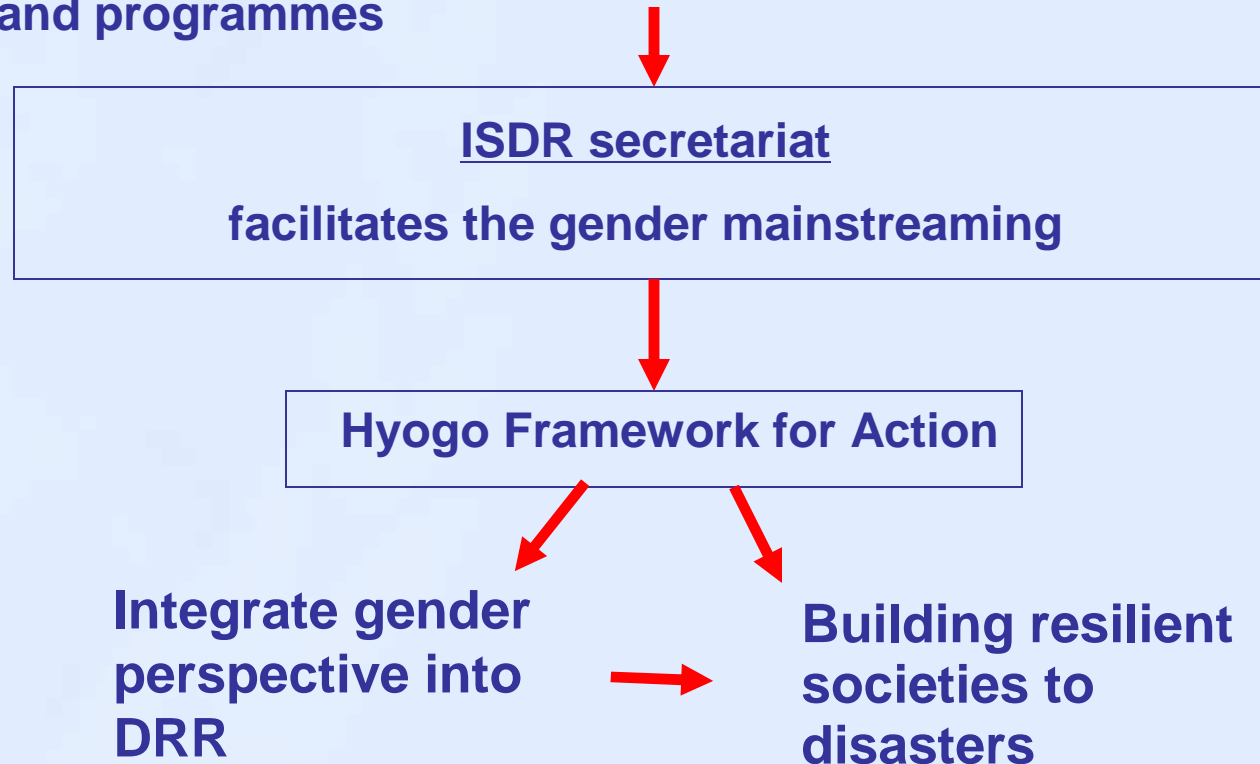 and programmes
ISDR secretariat
facilitates the gender mainstreaming
Hyogo Framework for Action
Integrate gender
perspective into
DRR
Building resilient
societies to
disasters